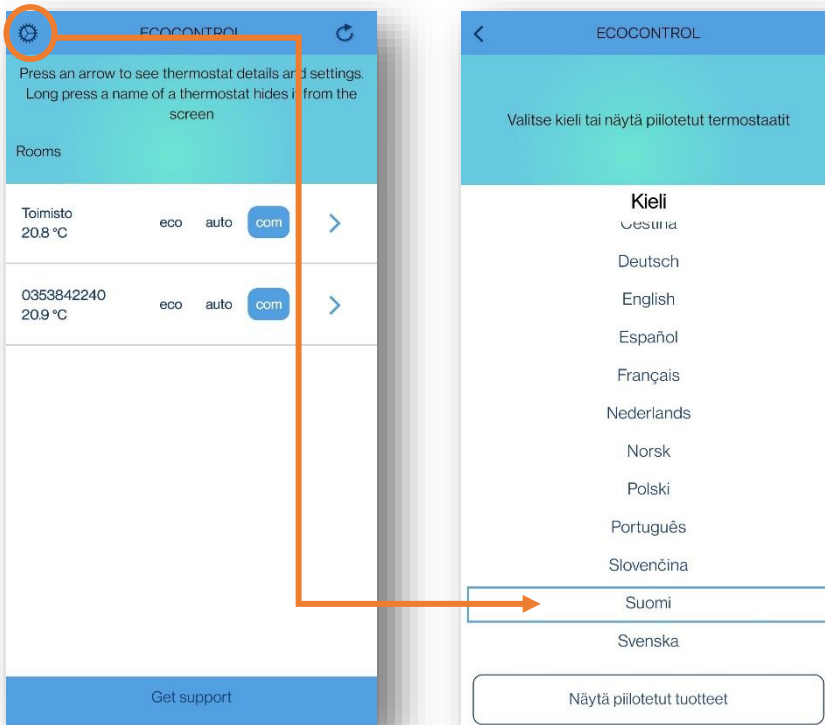 ECOCONTROL
Press an arrow to see thermostat details and settings.
Long press a name of a thermostat hides it from the
screen
Rooms
Toimisto
20.8 °C
eco auto com
0353842240
20.9 °C
eco auto com
Get support
ECOCONTROL
Valitse kieli tai näytä piilotetut termostaatit
Kieli
Čeština
Deutsch
English
Español
Français
Nederlands
Norsk
Polski
Português
Slovenčina
Suomi
Svenska
Näytä piilotetut tuotteet